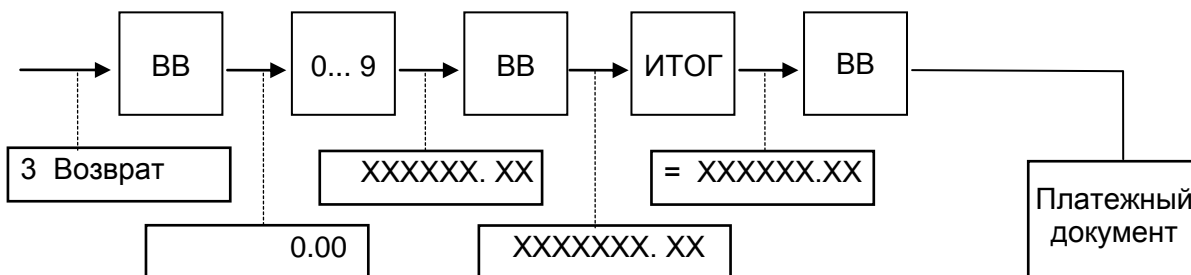 ВВ
0... 9
ВВ
ИТОГ
ВВ
3 Возврат
XXXXXX. XX
= XXXXXX.XX
Платежный
документ
0.00
XXXXXXX. XX